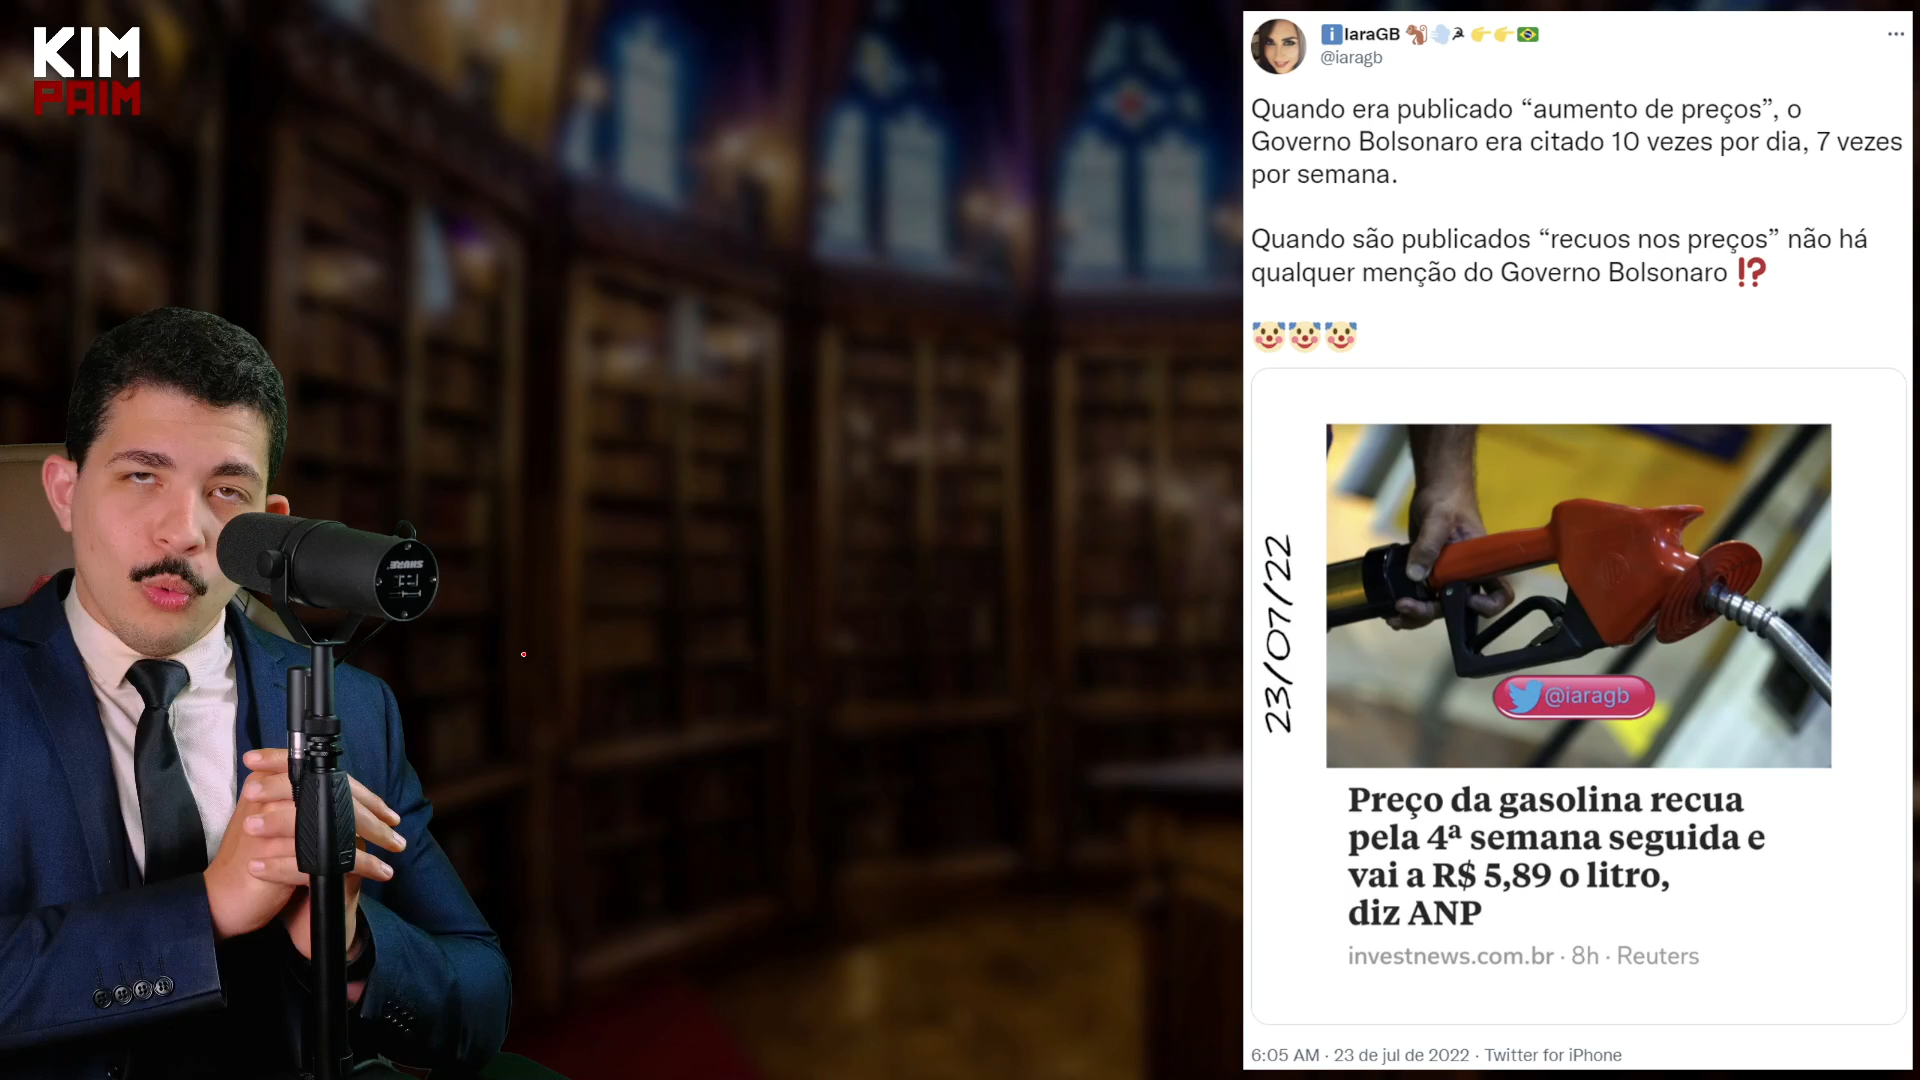 KIM
PAIM
IaraGB
@iaragb
Quando era publicado “aumento de preços”, o
Governo Bolsonaro era citado 10 vezes por dia, 7 vezes
por semana.
Quando são publicados “recuos nos preços” não há
qualquer menção do Governo Bolsonaro ⁉️
23/07/22
@iaragb
Preço da gasolina recua
pela 4ª semana seguida e
vai a R$ 5,89 o litro,
diz ANP
investnews.com.br · 8h · Reuters
6:05 AM · 23 de jul de 2022 · Twitter for iPhone
SHURE